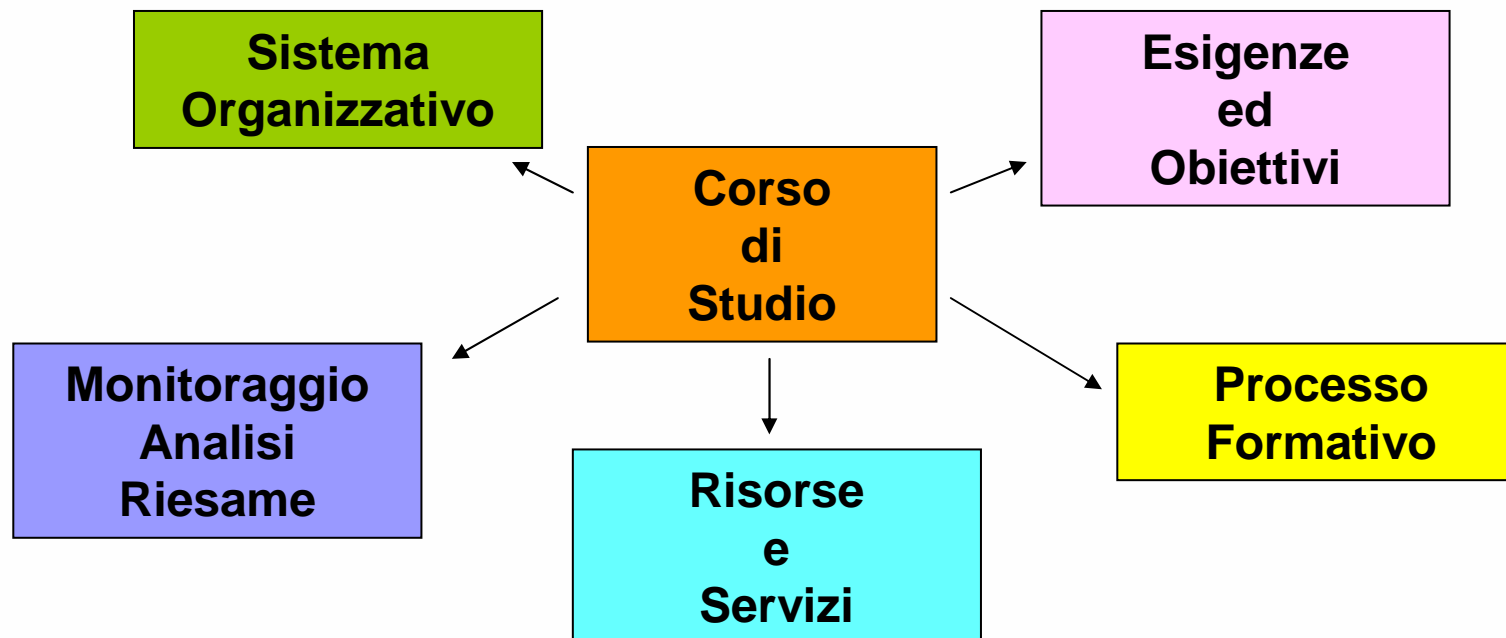 Sistema
Organizzativo
Esigenze
ed
Obiettivi
Corso
di
Studio
Monitoraggio
Analisi
Riesame
Risorse
e
Servizi
Processo
Formativo